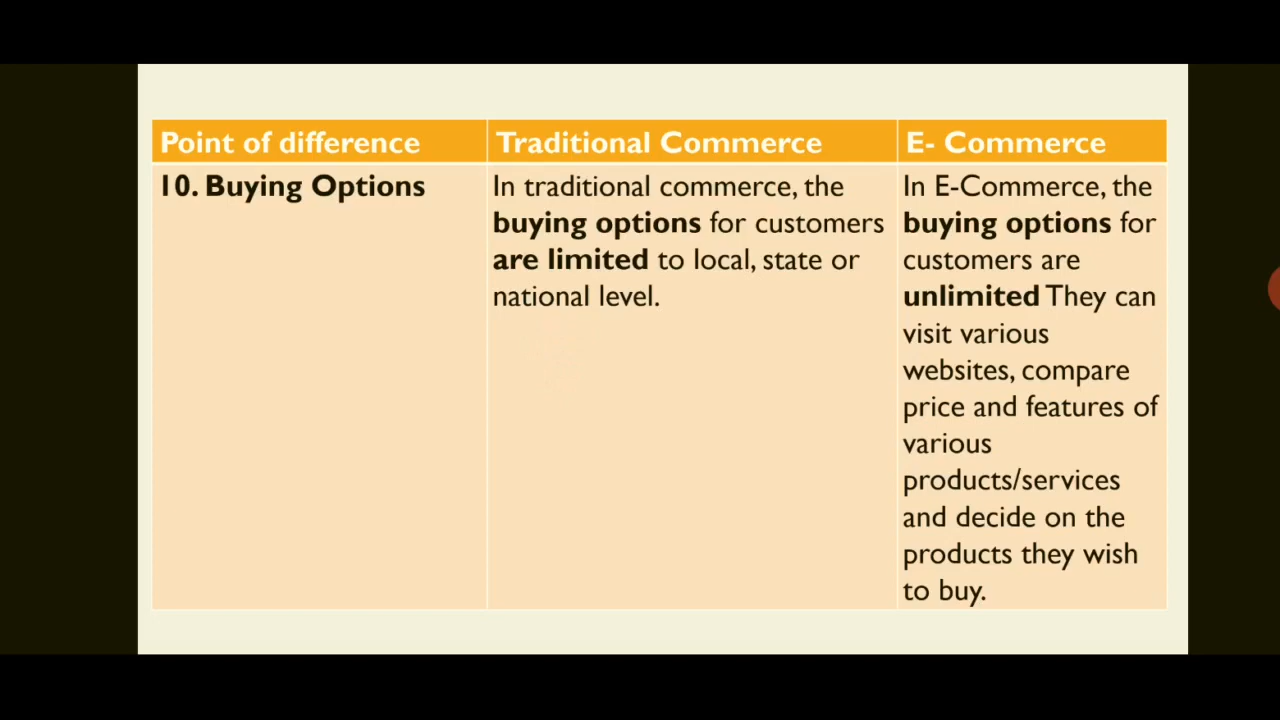 Point of difference
Traditional Commerce
E- Commerce
10. Buying Options
In traditional commerce, the
buying options for customers
are limited to local, state or
national level.
In E-Commerce, the
buying options for
customers are
unlimited They can
visit various
websites, compare
price and features of
various
products/services
and decide on the
products they wish
to buy.